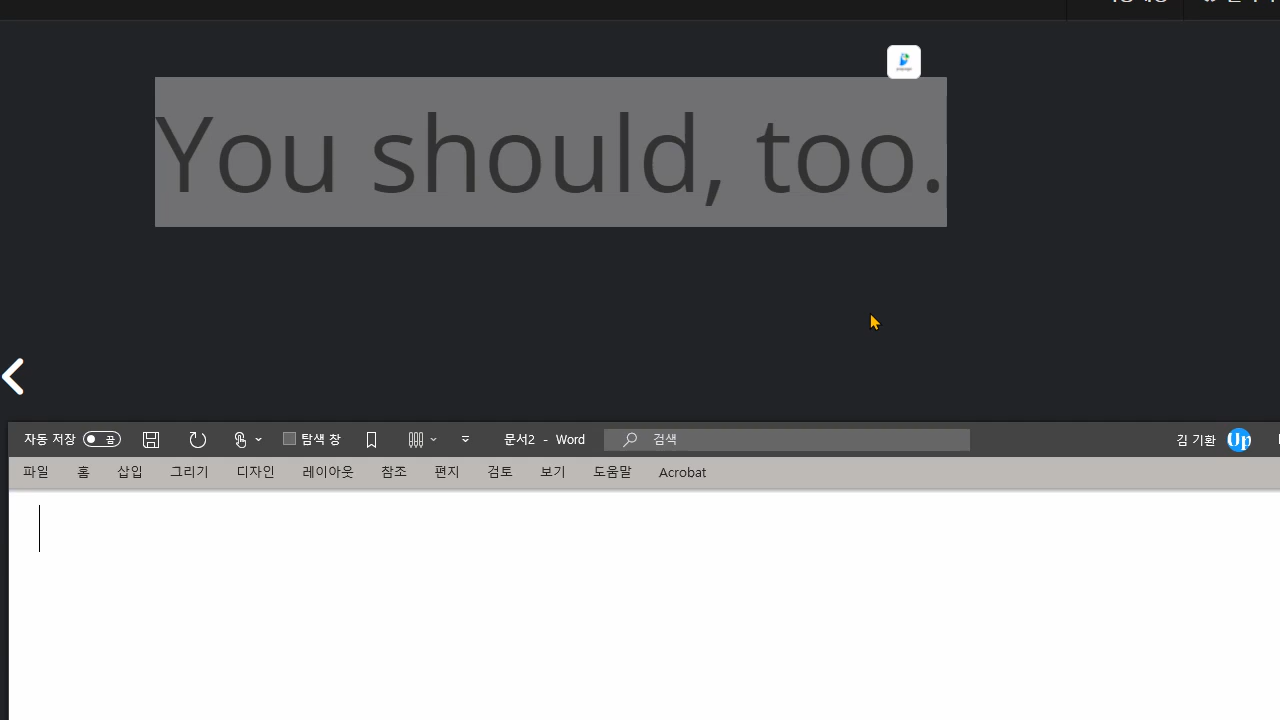 You should, too.
자동 저장 끔 탐색 창 문서2 - Word 검색 김 기환 Up
파일 홈 삽입 그리기 디자인 레이아웃 참조 편지 검토 보기 도움말 Acrobat